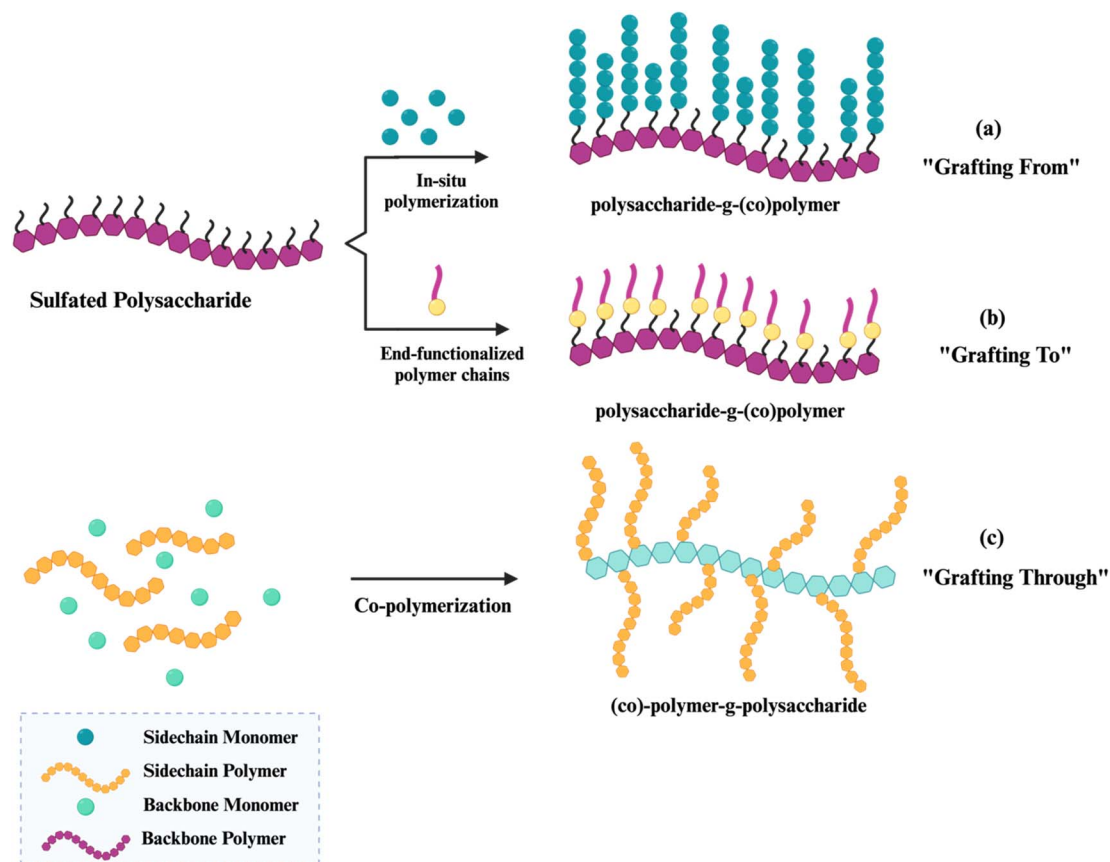 In-situ
polymerization
polysaccharide-g-(co)polymer
(a)
"Grafting From"
Sulfated Polysaccharide
End-functionalized
polymer chains
polysaccharide-g-(co)polymer
(b)
"Grafting To"
Co-polymerization
(co)-polymer-g-polysaccharide
(c)
"Grafting Through"
Sidechain Monomer
Sidechain Polymer
Backbone Monomer
Backbone Polymer